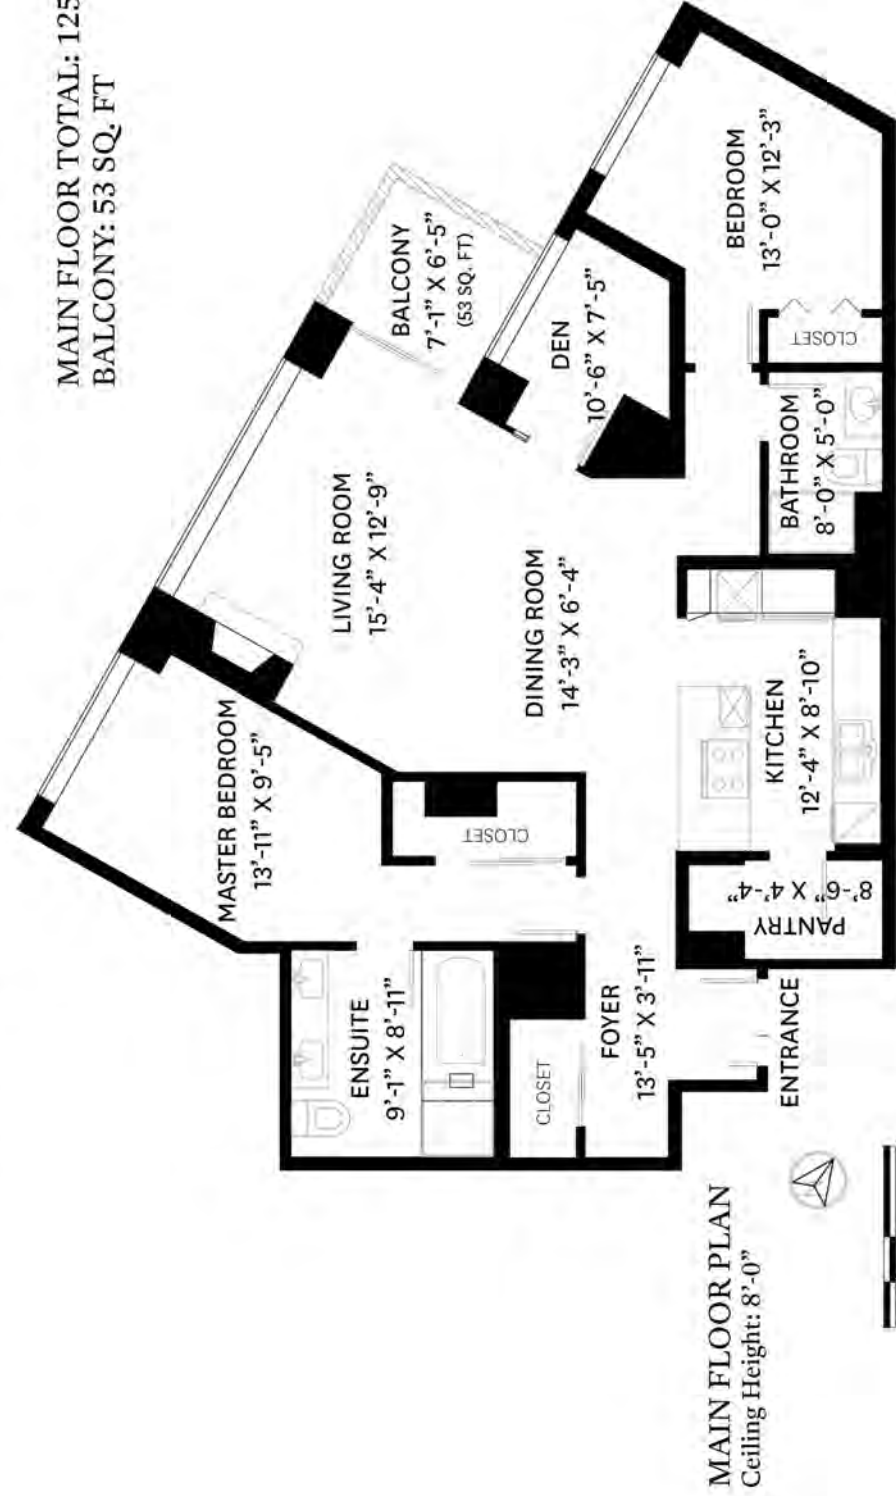 MAIN FLOOR TOTAL: 125
BALCONY: 53 SQ. FT
BALCONY
7’-1” X 6’-5”
(53 SQ. FT)
BEDROOM
13’-0” X 12’-3”
DEN
10’-6” X 7’-5”
CLOSET
LIVING ROOM
15’-4” X 12’-9”
BATHROOM
8’-0” X 5’-0”
DINING ROOM
14’-3” X 6’-4”
MASTER BEDROOM
13’-11” X 9’-5”
KITCHEN
12’-4” X 8’-10”
CLOSET
PANTRY
8’-6” X 4’-4”
ENSUITE
9’-1” X 8’-11”
FOYER
13’-5” X 3’-11”
CLOSET
ENTRANCE
MAIN FLOOR PLAN
Ceiling Height: 8’-0”